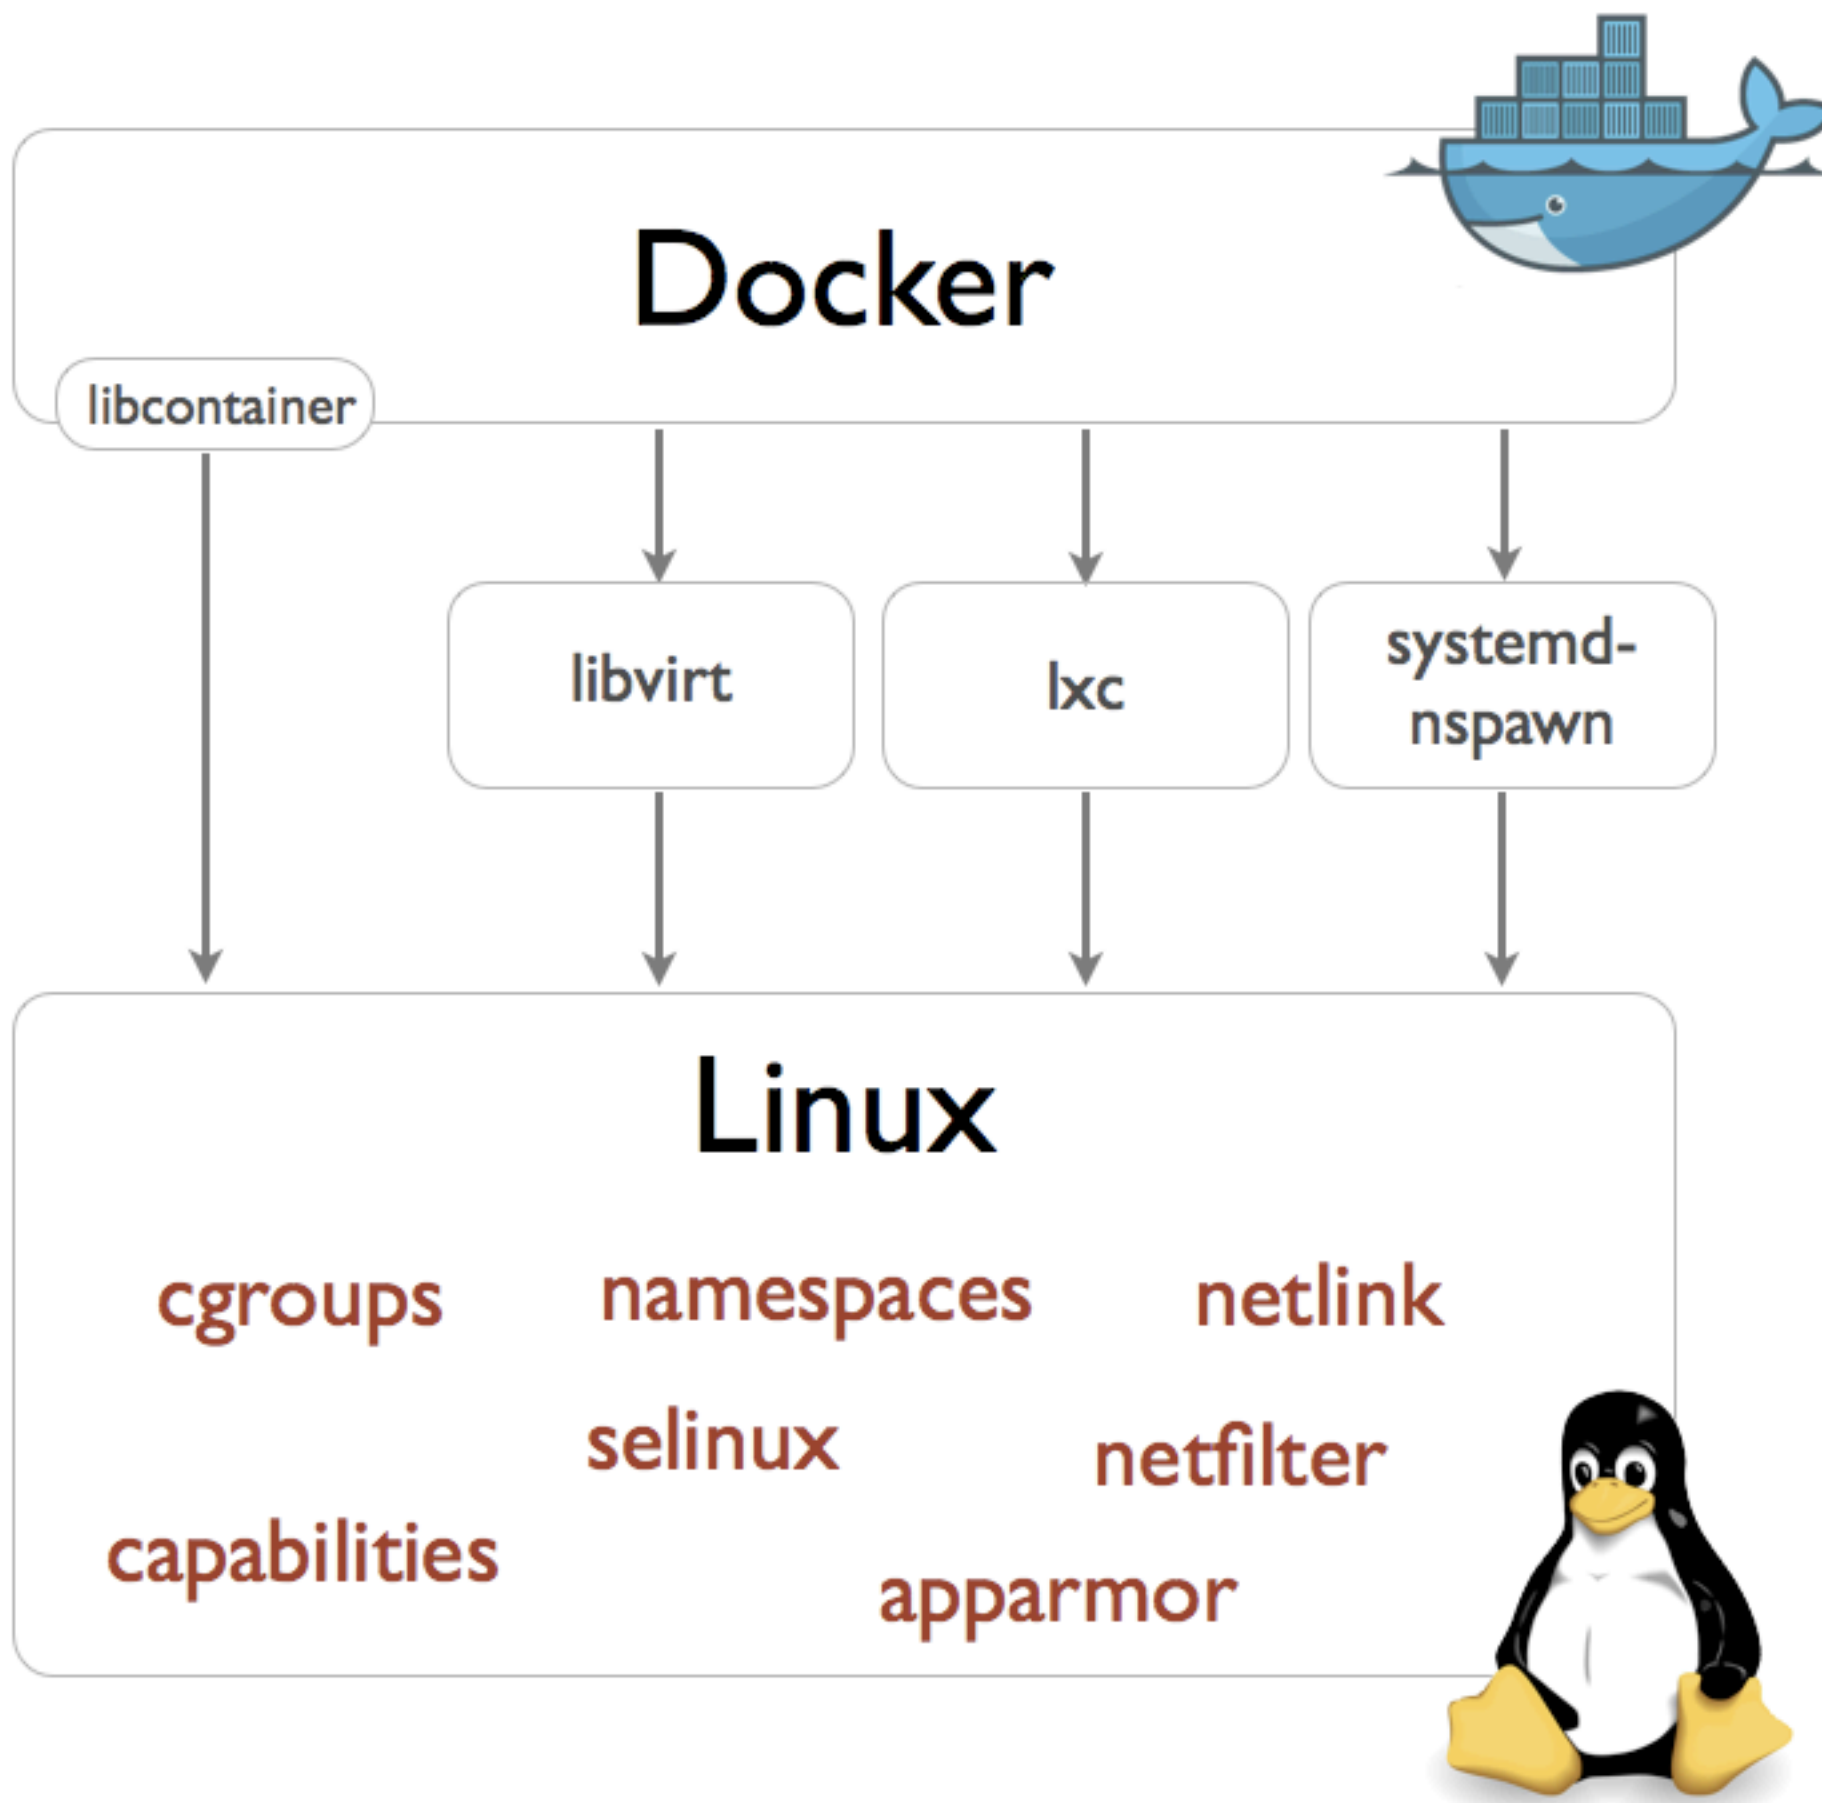 Docker
libcontainer
libvirt
lxc
systemd-
nspawn
Linux
cgroups
namespaces
netlink
selinux
netfilter
capabilities
apparmor